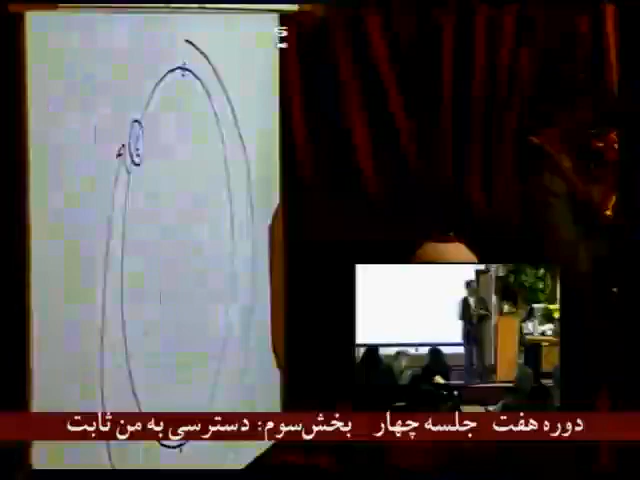 دوره هفت جلسه چهار بخش سوم: دسترسی به من ثابت